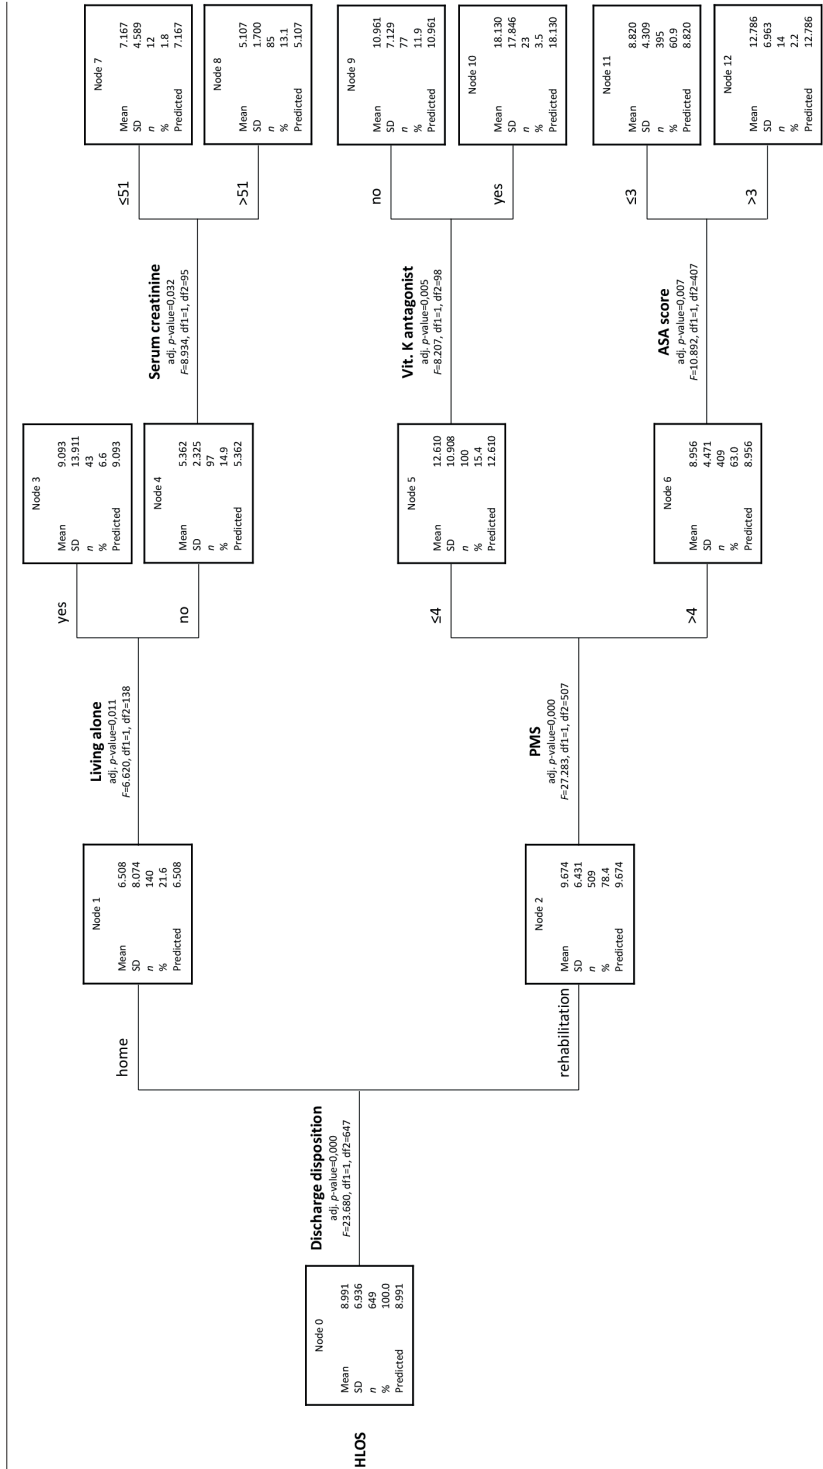 HLOS
Node 0
Mean 8.991
SD 6.936
n 649
% 100.0
Predicted 8.991
Discharge disposition
adj. p-value=0,000
F=23.680, df1=1, df2=647
home
rehabilitation
Node 1
Mean 6.508
SD 8.074
n 140
% 21.6
Predicted 6.508
Node 2
Mean 9.674
SD 6.431
n 509
% 78.4
Predicted 9.674
Living alone
adj. p-value=0,011
F=6.620, df1=1, df2=138
yes
no
PMS
adj. p-value=0,000
F=27.283, df1=1, df2=507
≤4
>4
Node 3
Mean 9.093
SD 13.911
n 43
% 6.6
Predicted 9.093
Node 4
Mean 5.362
SD 2.325
n 97
% 14.9
Predicted 5.362
Node 5
Mean 12.610
SD 10.908
n 100
% 15.4
Predicted 12.610
Node 6
Mean 8.956
SD 4.471
n 409
% 63.0
Predicted 8.956
Serum creatinine
adj. p-value=0,032
F=8.934, df1=1, df2=95
≤51
>51
Vit. K antagonist
adj. p-value=0,005
F=8.207, df1=1, df2=98
no
yes
ASA score
adj. p-value=0,007
F=10.892, df1=1, df2=407
≤3
>3
Node 7
Mean 7.167
SD 4.589
n 12
% 1.8
Predicted 7.167
Node 8
Mean 5.107
SD 1.700
n 85
% 13.1
Predicted 5.107
Node 9
Mean 10.961
SD 7.129
n 77
% 11.9
Predicted 10.961
Node 10
Mean 18.130
SD 17.846
n 23
% 3.5
Predicted 18.130
Node 11
Mean 8.820
SD 4.309
n 395
% 60.9
Predicted 8.820
Node 12
Mean 12.786
SD 6.963
n 14
% 2.2
Predicted 12.786